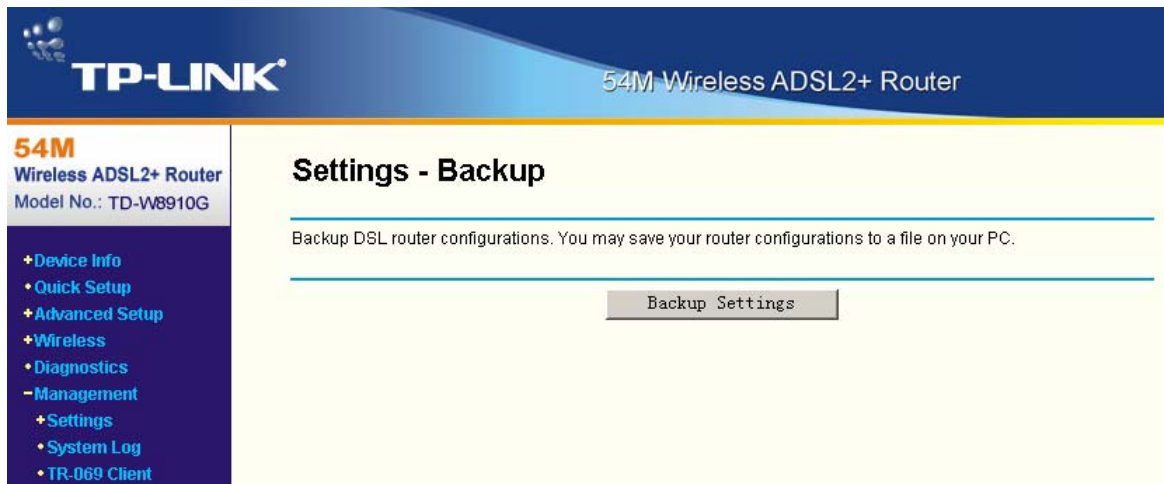 TP-LINK®
54M Wireless ADSL2+ Router
54M
Wireless ADSL2+ Router
Model No.: TD-W8910G
+Device Info
•Quick Setup
+Advanced Setup
+Wireless
•Diagnostics
-Management
+Settings
•System Log
•TR-069 Client
Settings - Backup
Backup DSL router configurations. You may save your router configurations to a file on your PC.
Backup Settings